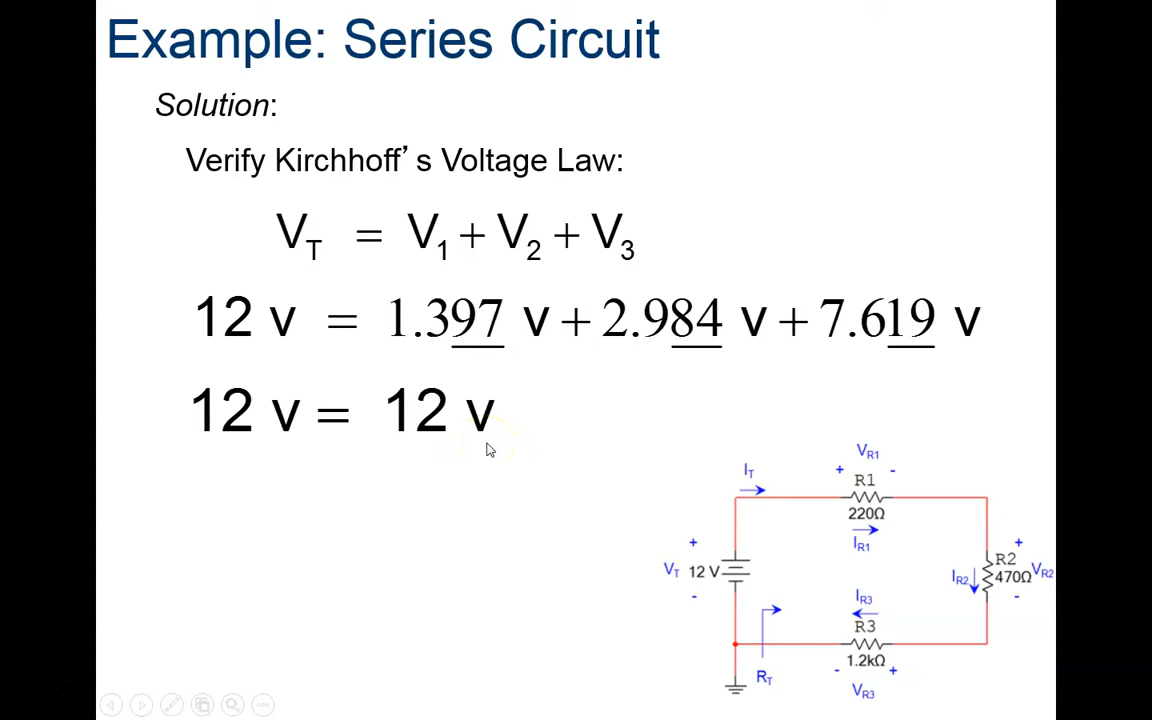 Example: Series Circuit
Solution:
Verify Kirchhoff’ s Voltage Law:
V_T = V_1 + V_2 + V_3
12 v = 1.397 v + 2.984 v + 7.619 v
12 v = 12 v
V_R1
I_T
+ -
R1
220Ω
I_R1
+
V_T 12 V
-
+
R2
I_R2 470Ω V_R2
-
I_R3
R3
1.2kΩ
- +
R_T
V_R3